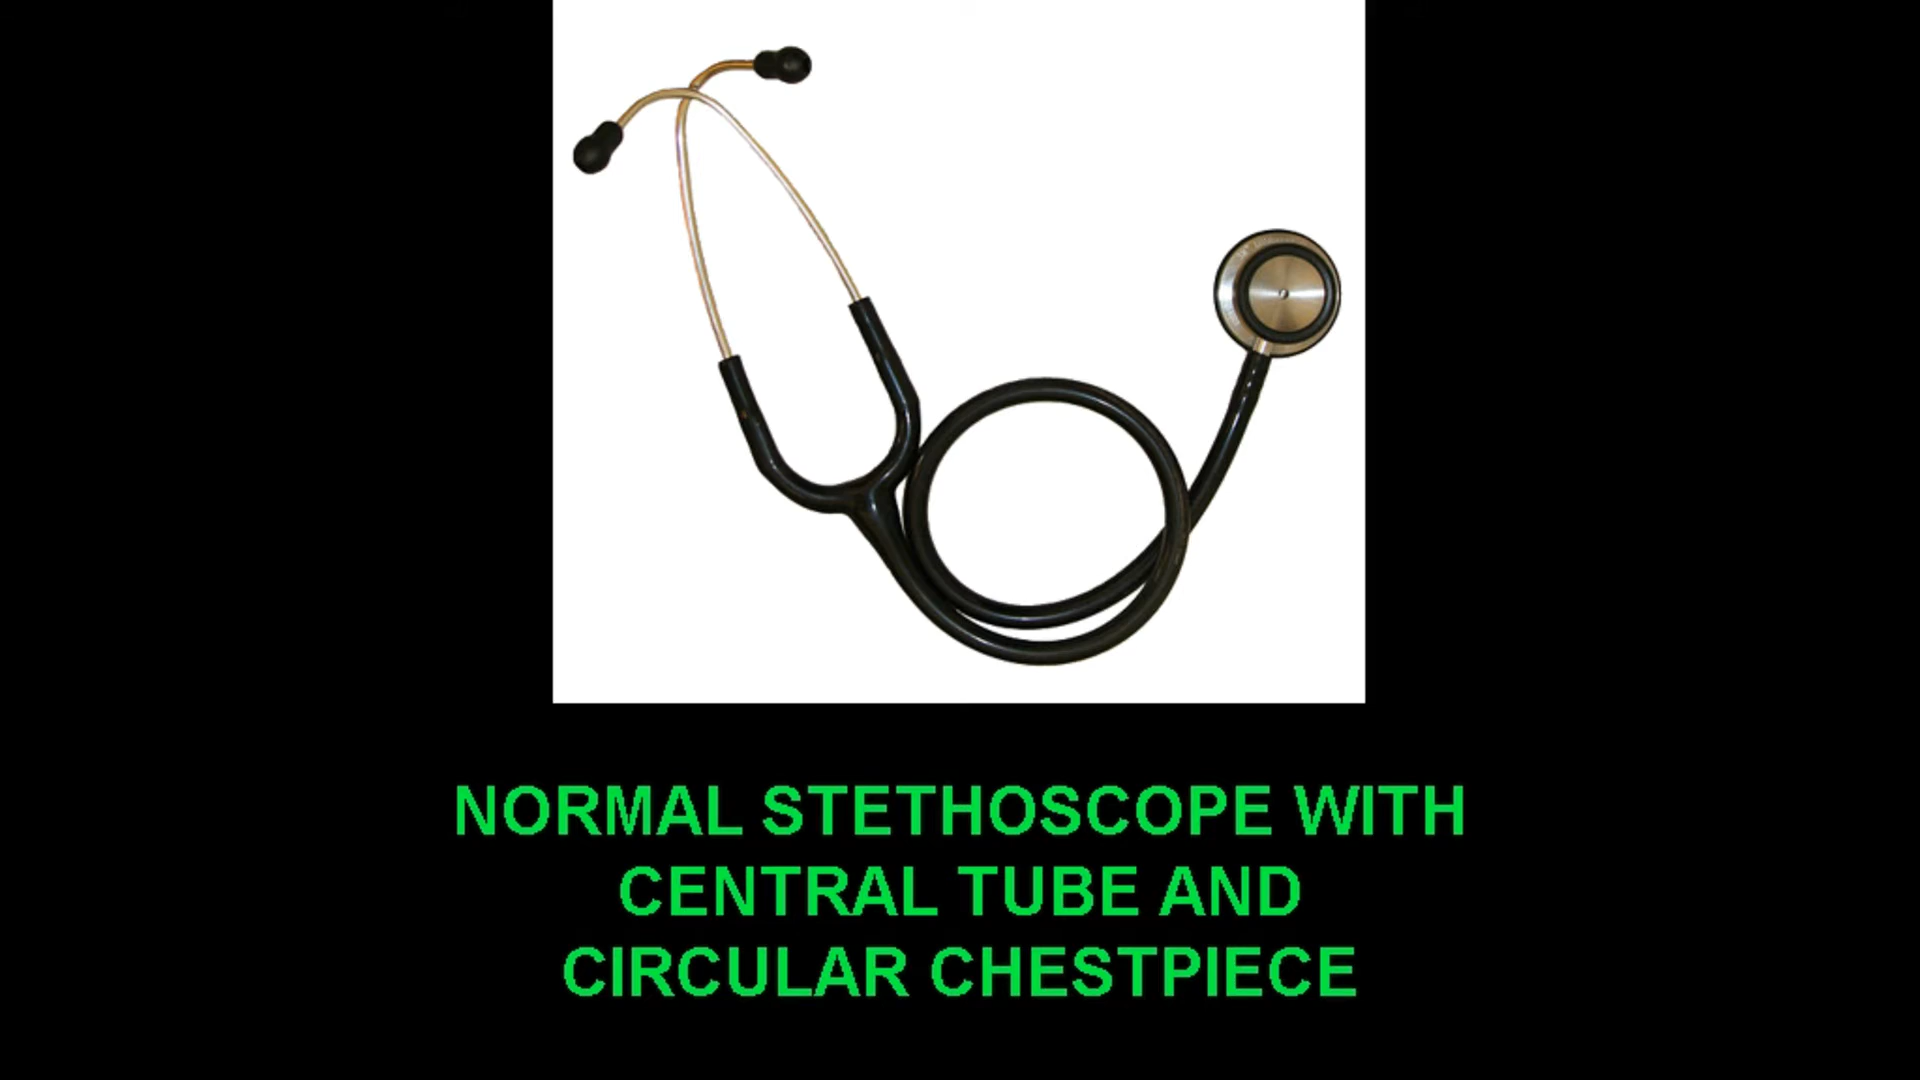 NORMAL STETHOSCOPE WITH
CENTRAL TUBE AND
CIRCULAR CHESTPIECE